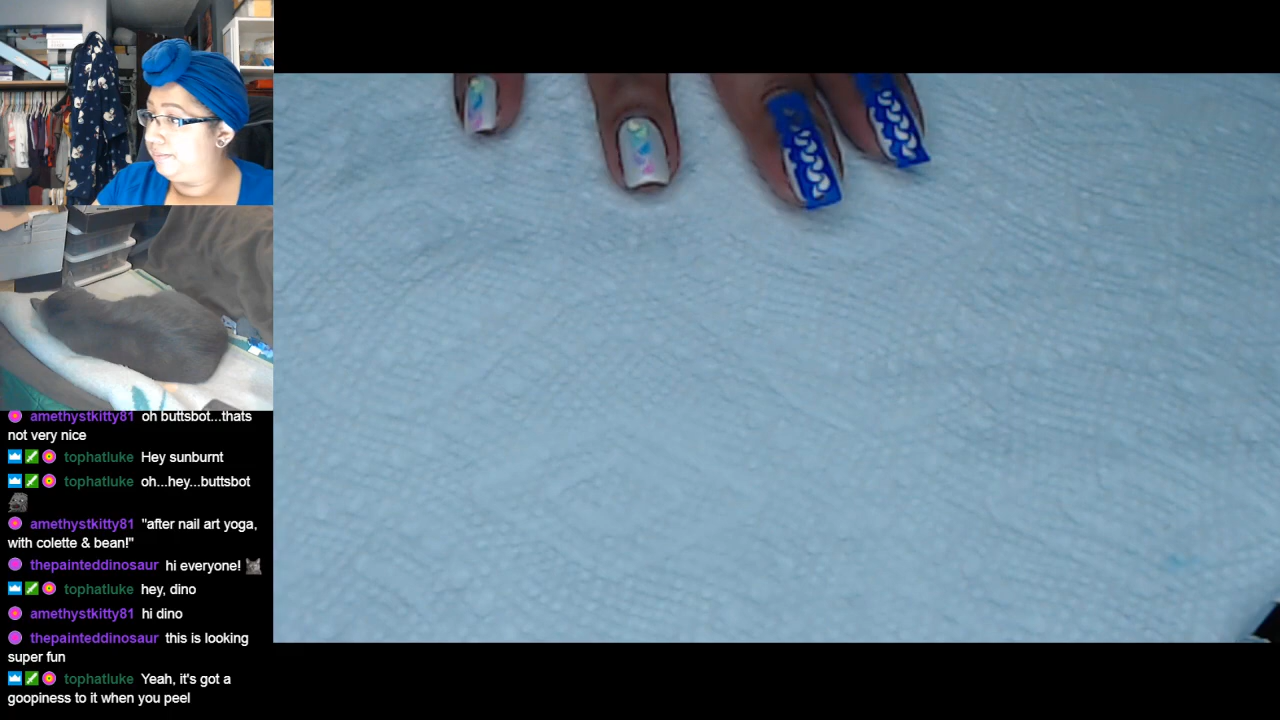 amethystkitty81 oh buttsbot...thats
not very nice
tophatluke Hey sunburnt
tophatluke oh...hey...buttsbot
amethystkitty81 "after nail art yoga,
with colette & bean!"
thepainteddinosaur hi everyone!
tophatluke hey, dino
amethystkitty81 hi dino
thepainteddinosaur this is looking
super fun
tophatluke Yeah, it's got a
goopiness to it when you peel